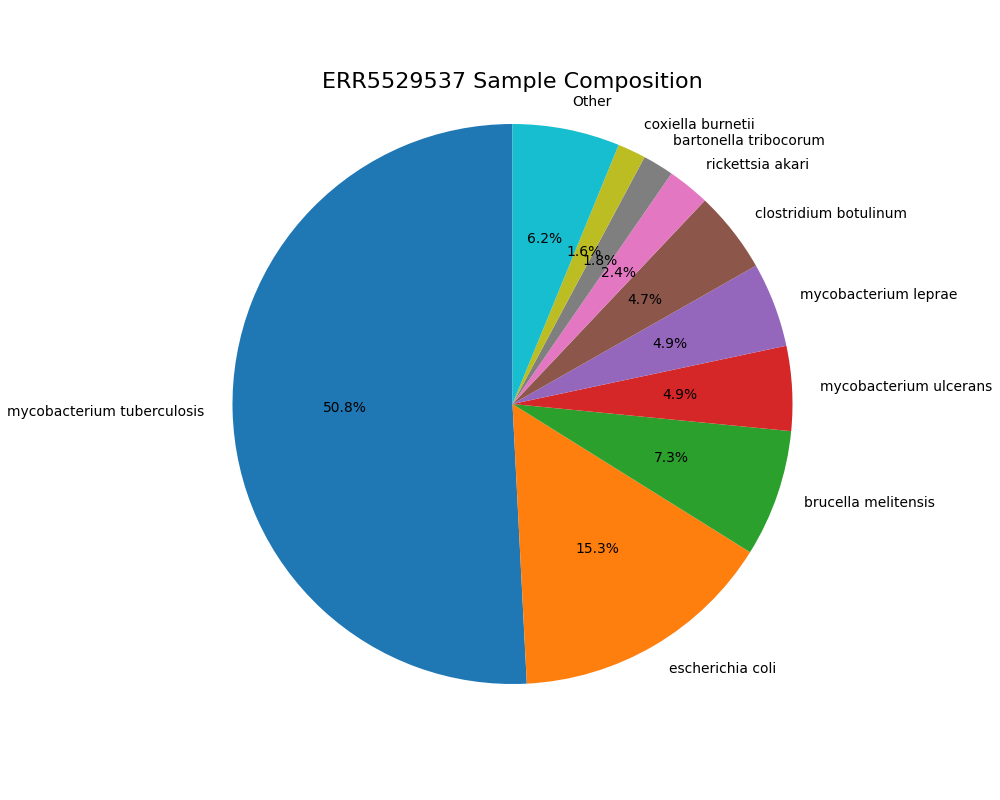 ERR5529537 Sample Composition
Other
coxiella burnetii
bartonella tribocorum
rickettsia akari
clostridium botulinum
mycobacterium leprae
mycobacterium ulcerans
brucella melitensis
escherichia coli
mycobacterium tuberculosis
6.2%
1.6%
1.8%
2.4%
4.7%
4.9%
4.9%
7.3%
15.3%
50.8%